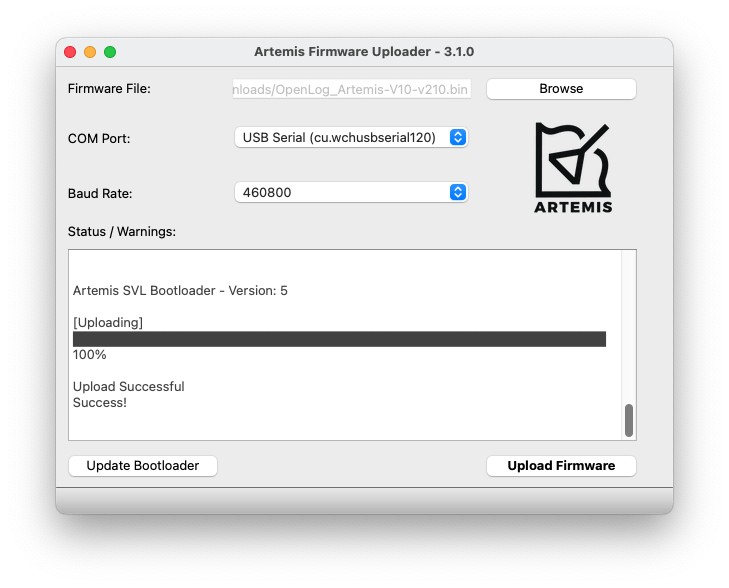 Artemis Firmware Uploader - 3.1.0
Firmware File:
nloads/OpenLog_Artemis-V10-v210.bin
Browse
COM Port:
USB Serial (cu.wchusbserial120)
Baud Rate:
460800
ARTEMIS
Status / Warnings:
Artemis SVL Bootloader - Version: 5
[Uploading]
100%
Upload Successful
Success!
Update Bootloader
Upload Firmware